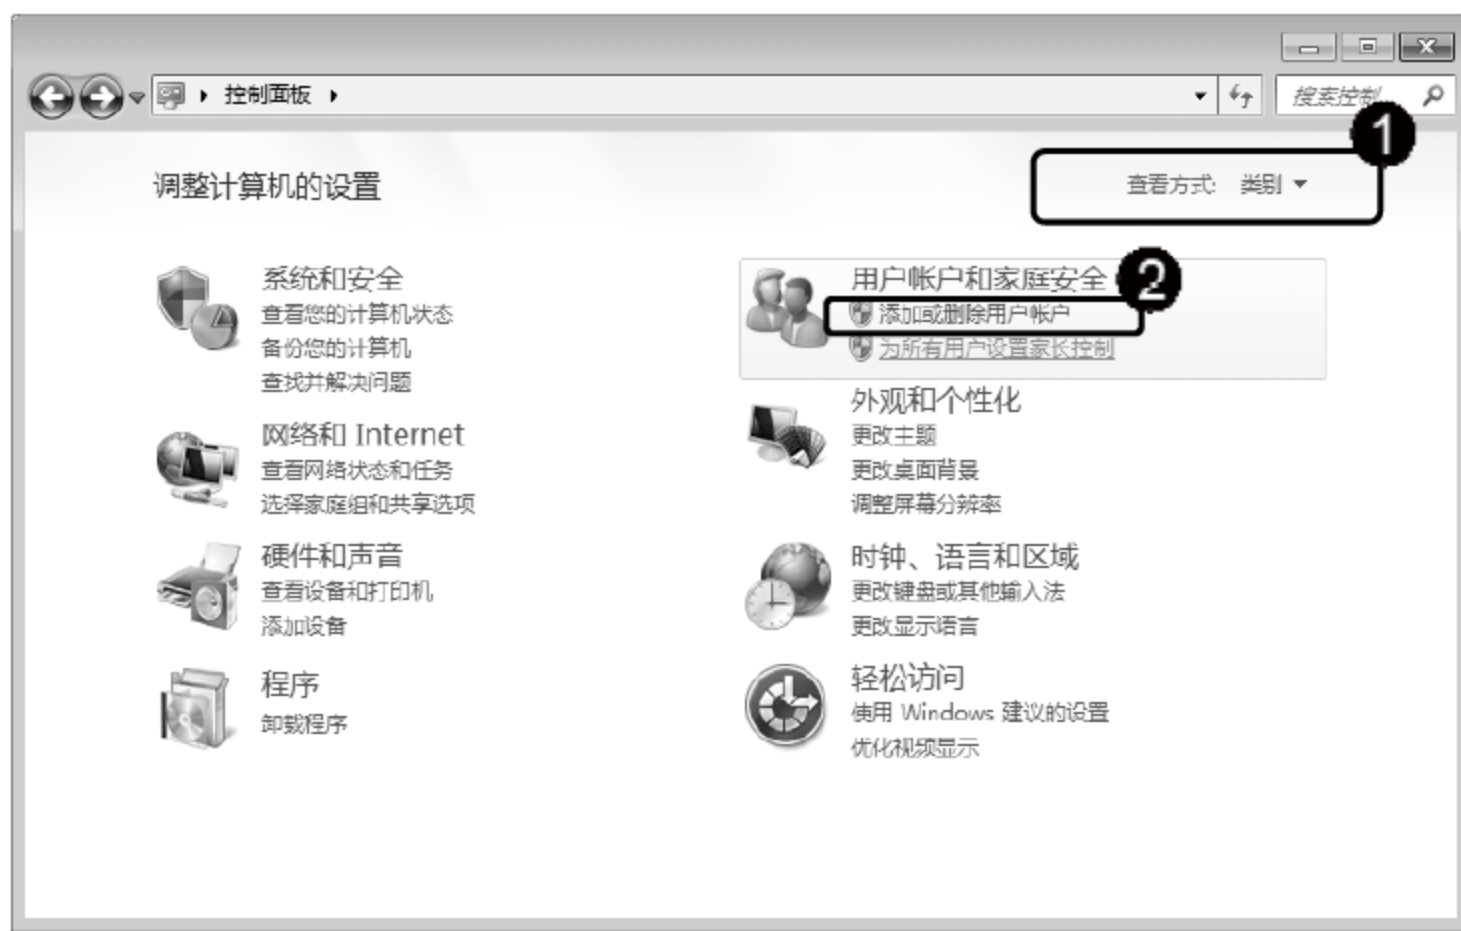 控制面板
搜索控制...
1
调整计算机的设置
查看方式: 类别
系统和安全
查看您的计算机状态
备份您的计算机
查找并解决问题
网络和 Internet
查看网络状态和任务
选择家庭组和共享选项
硬件和声音
查看设备和打印机
添加设备
程序
卸载程序
用户帐户和家庭安全
2
添加或删除用户帐户
为所有用户设置家长控制
外观和个性化
更改主题
更改桌面背景
调整屏幕分辨率
时钟、语言和区域
更改键盘或其他输入法
更改显示语言
轻松访问
使用 Windows 建议的设置
优化视频显示